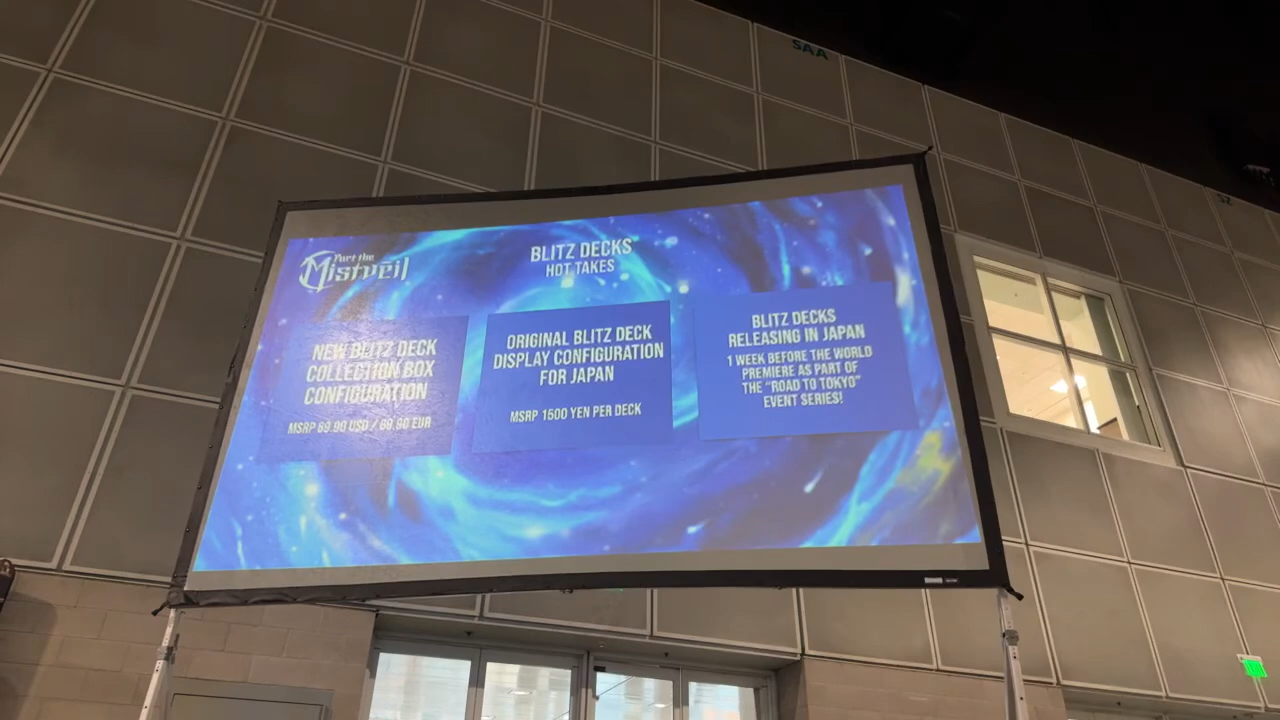 SAA
Part the
Mistveil
BLITZ DECKS
HOT TAKES
NEW BLITZ DECK
COLLECTION BOX
CONFIGURATION
MSRP 89.90 USD / 89.90 EUR
ORIGINAL BLITZ DECK
DISPLAY CONFIGURATION
FOR JAPAN
MSRP 1500 YEN PER DECK
BLITZ DECKS
RELEASING IN JAPAN
1 WEEK BEFORE THE WORLD
PREMIERE AS PART OF
THE "ROAD TO TOKYO"
EVENT SERIES!